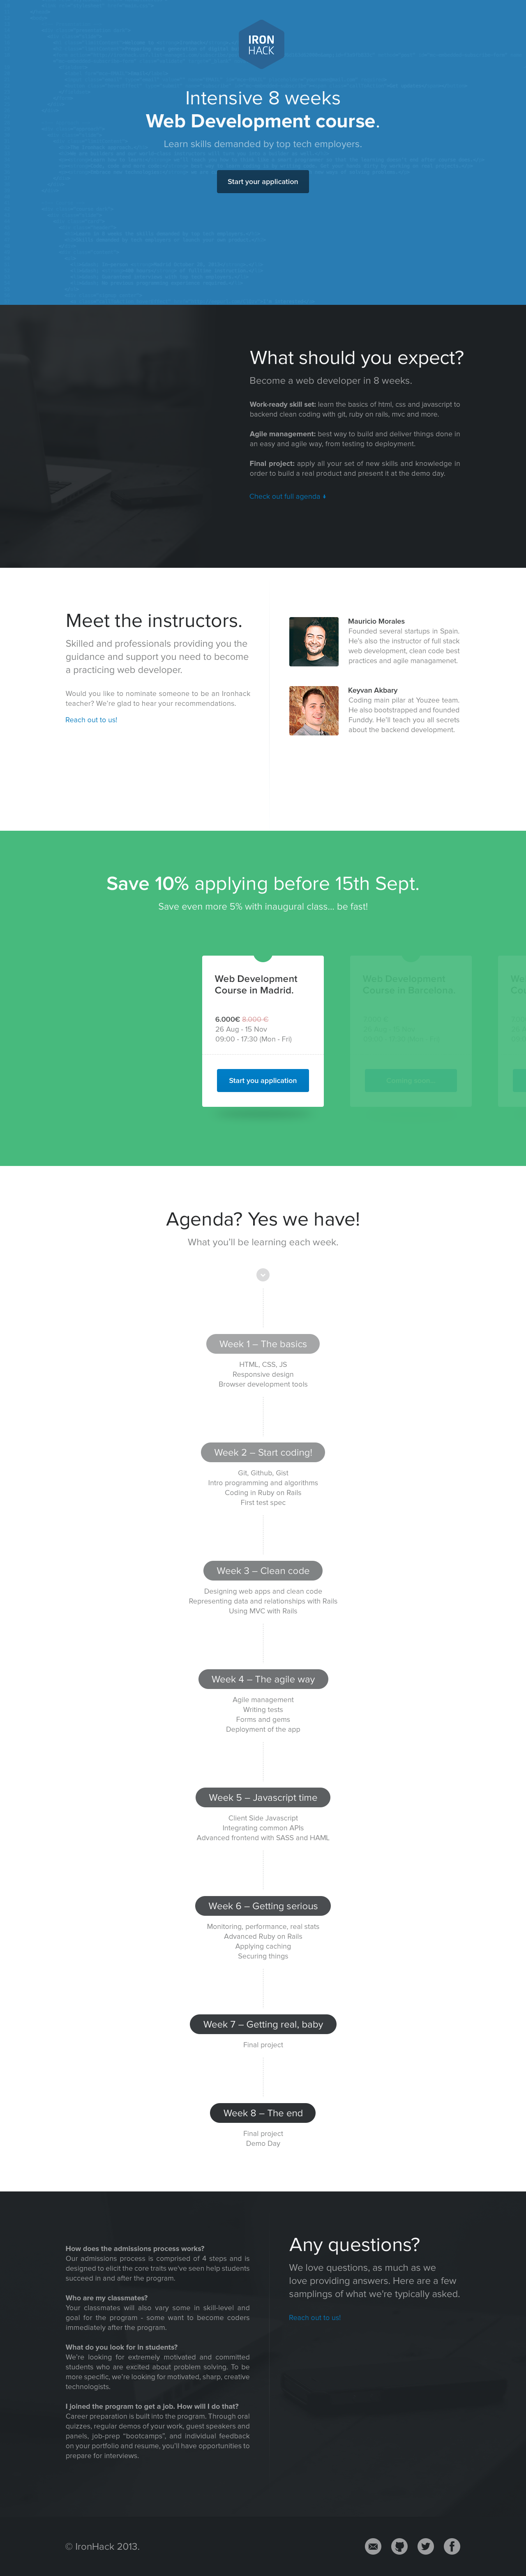 IRON
HACK
Intensive 8 weeks
Web Development course.
Learn skills demanded by top tech employers.
Start your application
What should you expect?
Become a web developer in 8 weeks.
Work-ready skill set: learn the basics of html, css and javascript to
backend clean coding with git, ruby on rails, mvc and more.
Agile management: best way to build and deliver things done in
an easy and agile way, from testing to deployment.
Final project: apply all your set of new skills and knowledge in
order to build a real product and present it at the demo day.
Check out full agenda
Meet the instructors.
Skilled and professionals providing you the
guidance and support you need to become
a practicing web developer.
Would you like to nominate someone to be an Ironhack
teacher? We're glad to hear your recommendations.
Reach out to us!
Mauricio Morales
Founded several startups in Spain.
He's also the instructor of full stack
web development, clean code best
practices and agile managamenet.
Keyvan Akbary
Coding main pilar at Youzee team.
He also bootstrapped and founded
Funddy. He'll teach you all secrets
about the backend development.
Save 10% applying before 15th Sept.
Save even more 5% with inaugural class... be fast!
Web Development
Course in Madrid.
6.000€ 8.000 €
26 Aug - 15 Nov
09:00 - 17:30 (Mon - Fri)
Start you application
Web Development
Course in Barcelona.
Agenda? Yes we have!
What you'll be learning each week.
Week 1 – The basics
HTML, CSS, JS
Responsive design
Browser development tools
Week 2 – Start coding!
Git, Github, Gist
Intro programming and algorithms
Coding in Ruby on Rails
First test spec
Week 3 – Clean code
Designing web apps and clean code
Representing data and relationships with Rails
Using MVC with Rails
Week 4 – The agile way
Agile management
Writing tests
Forms and gems
Deployment of the app
Week 5 – Javascript time
Client Side Javascript
Integrating common APIs
Advanced frontend with SASS and HAML
Week 6 – Getting serious
Monitoring, performance, real stats
Advanced Ruby on Rails
Applying caching
Securing things
Week 7 – Getting real, baby
Final project
Week 8 – The end
Final project
Demo Day
How does the admissions process works?
Our admissions process is comprised of 4 steps and is
designed to elicit the core traits we've seen help students
succeed in and after the program.
Who are my classmates?
Your classmates will also vary some in skill-level and
goal for the program - some want to become coders
immediately after the program.
What do you look for in students?
We're looking for extremely motivated and committed
students who are excited about problem solving. To be
more specific, we're looking for motivated, sharp, creative
technologists.
I joined the program to get a job. How will I do that?
Career preparation is built into the program. Through oral
quizzes, regular demos of your work, guest speakers and
panels, job-prep "bootcamps", and individual feedback
on your portfolio and resume, you'll have opportunities to
prepare for interviews.
Any questions?
We love questions, as much as we
love providing answers. Here are a few
samplings of what we're typically asked.
Reach out to us!
© IronHack 2013.